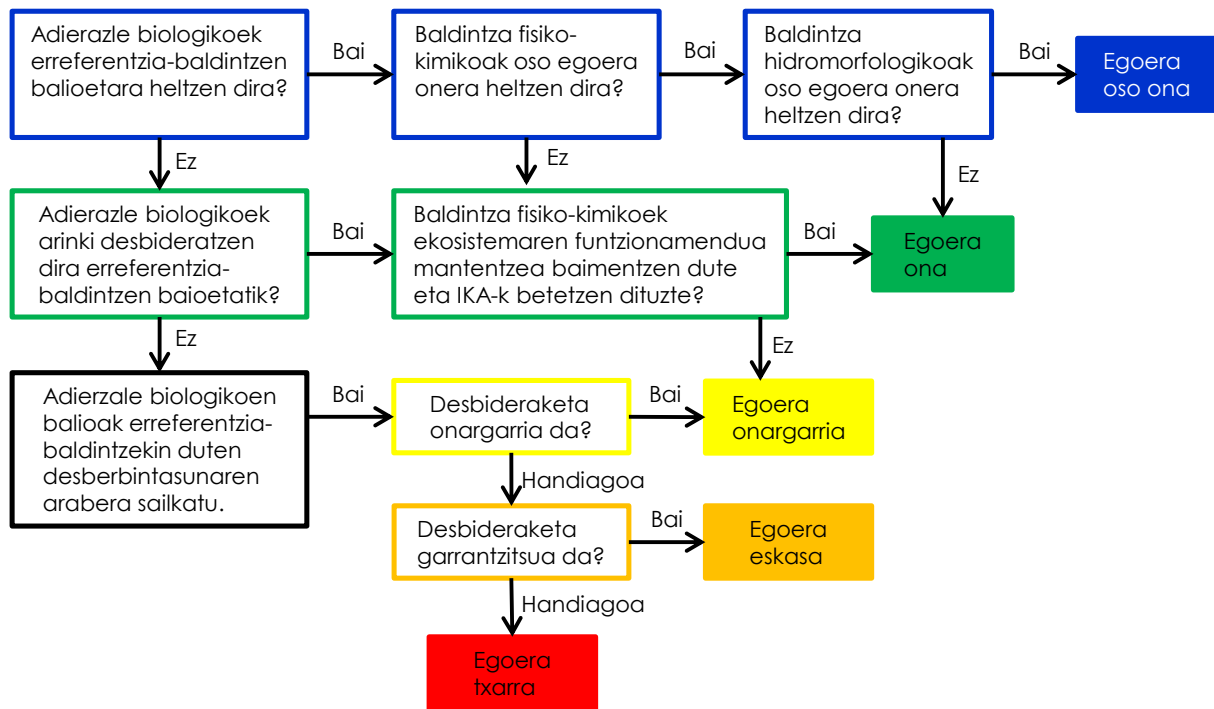 Adierazle biologikoek
erreferentzia-baldintzen
balioetara heltzen dira?
Bai
Baldintza fisiko-
kimikoak oso egoera
onera heltzen dira?
Bai
Baldintza
hidromorfologikoak
oso egoera onera
heltzen dira?
Bai
Egoera
oso ona
Ez
Ez
Ez
Adierazle biologikoek
arinki desbideratzen
dira erreferentzia-
baldintzen baioetatik?
Bai
Baldintza fisiko-kimikoek
ekosistemaren funtzionamendua
mantentzea baimentzen dute
eta IKA-k betetzen dituzte?
Bai
Egoera
ona
Ez
Ez
Adierzale biologikoen
balioak erreferentzia-
baldintzekin duten
desberbintasunaren
arabera sailkatu.
Bai
Desbideraketa
onargarria da?
Bai
Egoera
onargarria
Handiagoa
Desbideraketa
garrantzitsua da?
Bai
Egoera
eskasa
Handiagoa
Egoera
txarra